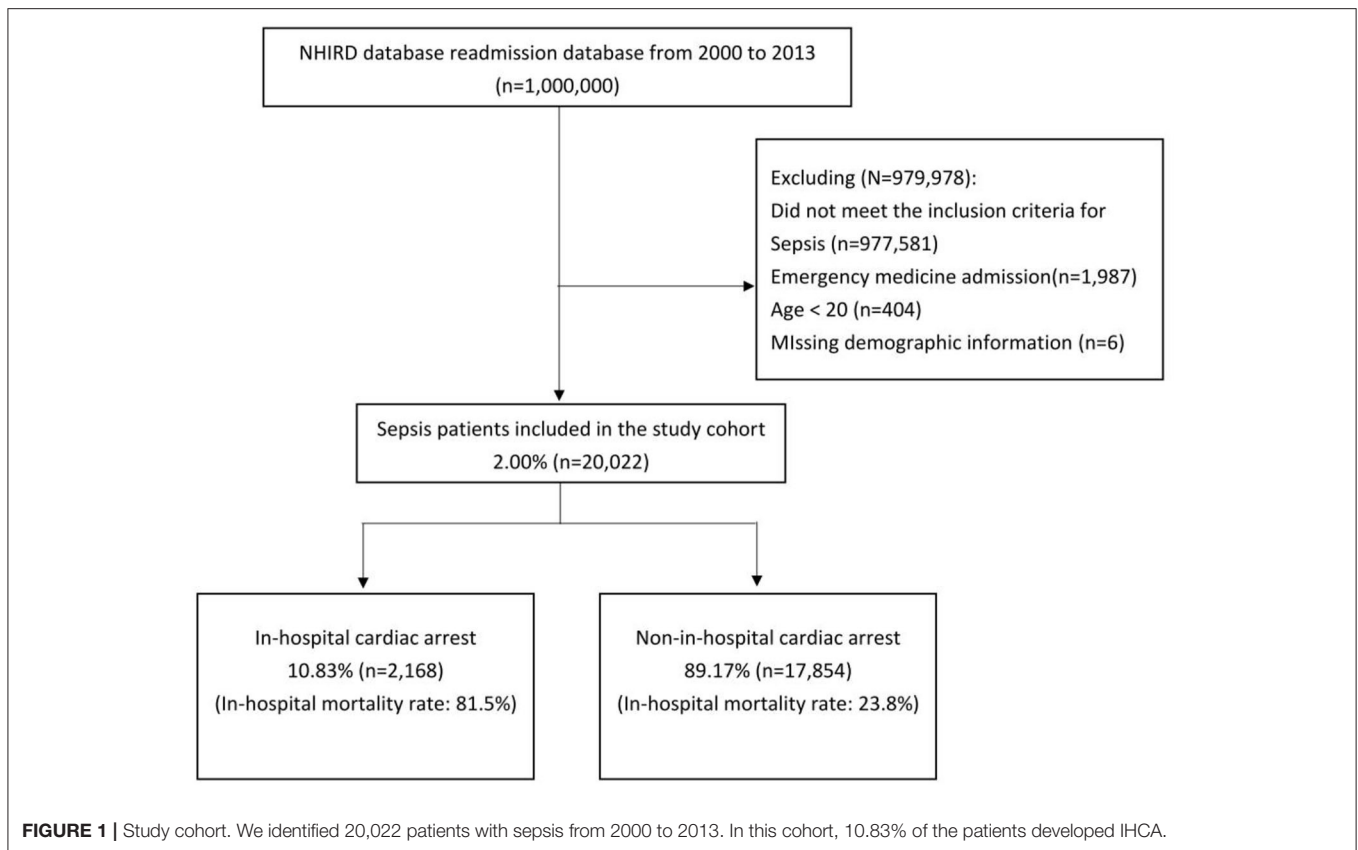 NHIRD database readmission database from 2000 to 2013
(n=1,000,000)
Excluding (N=979,978):
Did not meet the inclusion criteria for
Sepsis (n=977,581)
Emergency medicine admission(n=1,987)
Age < 20 (n=404)
MIssing demographic information (n=6)
Sepsis patients included in the study cohort
2.00% (n=20,022)
In-hospital cardiac arrest
10.83% (n=2,168)
(In-hospital mortality rate: 81.5%)
Non-in-hospital cardiac arrest
89.17% (n=17,854)
(In-hospital mortality rate: 23.8%)
FIGURE 1 | Study cohort. We identified 20,022 patients with sepsis from 2000 to 2013. In this cohort, 10.83% of the patients developed IHCA.